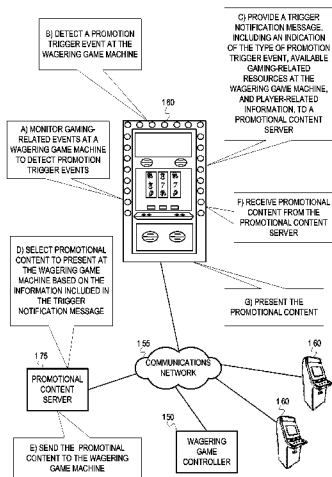 B) DETECT A PROMOTION
TRIGGER EVENT AT THE
WAGERING GAME
MACHINE
C) PROVIDE A TRIGGER
NOTIFICATION MESSAGE,
INCLUDING AN INDICATION
OF THE TYPE OF PROMOTION
TRIGGER EVENT, AVAILABLE
GAMING-RELATED
RESOURCES AT THE
WAGERING GAME MACHINE,
AND PLAYER-RELATED
INFORMATION, TO A
PROMOTIONAL CONTENT
SERVER
160
A) MONITOR GAMING-
RELATED EVENTS AT A
WAGERING GAME MACHINE
TO DETECT PROMOTION
TRIGGER EVENTS
F) RECEIVE PROMOTIONAL
CONTENT FROM THE
PROMOTIONAL CONTENT
SERVER
D) SELECT PROMOTIONAL
CONTENT TO PRESENT AT
THE WAGERING GAME
MACHINE BASED ON THE
INFORMATION INCLUDED IN
THE TRIGGER
NOTIFICATION MESSAGE
G) PRESENT THE
PROMOTIONAL CONTENT
175
PROMOTIONAL
CONTENT
SERVER
155
COMMUNICATIONS
NETWORK
160
160
150
WAGERING
GAME
CONTROLLER
E) SEND THE PROMOTINAL
CONTENT TO THE WAGERING
GAME MACHINE